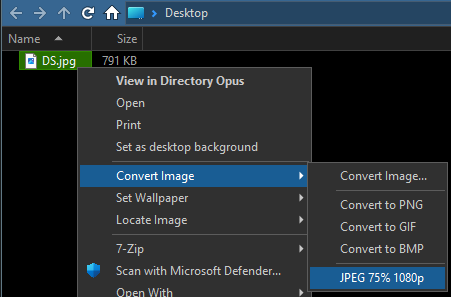 Desktop
Name Size
DS.jpg 791 KB
View in Directory Opus
Open
Print
Set as desktop background
Convert Image
Convert Image...
Set Wallpaper
Convert to PNG
Locate Image
Convert to GIF
7-Zip
Convert to BMP
Scan with Microsoft Defender...
JPEG 75% 1080p
Open With